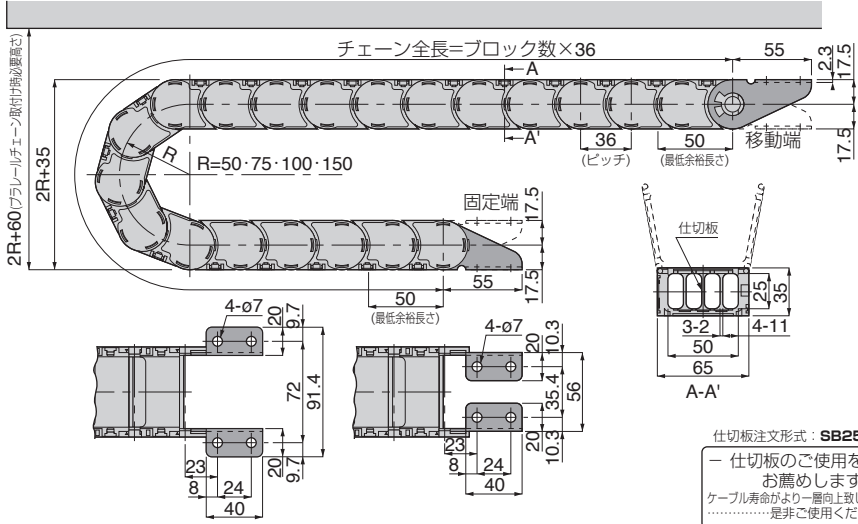 チェーン全長=ブロック数×36
55
2.3
17.5
A
A'
36
(ピッチ)
50
(最低余裕長さ)
移動端
17.5
2R+60(プラレールチェーン取付け時必要高さ)
2R+35
R
R=50·75·100·150
固定端
17.5
17.5
50
(最低余裕長さ)
55
仕切板
25
35
3-2
4-11
50
65
A-A'
4-ø7
20
9.7
72
91.4
20
9.7
23
8
24
40
4-ø7
20
10.3
35.4
56
20
10.3
23
8
24
40
仕切板注文形式:SB25
− 仕切板のご使用を
お薦めします
ケーブル寿命がより一層向上致し
是非ご使用くだ